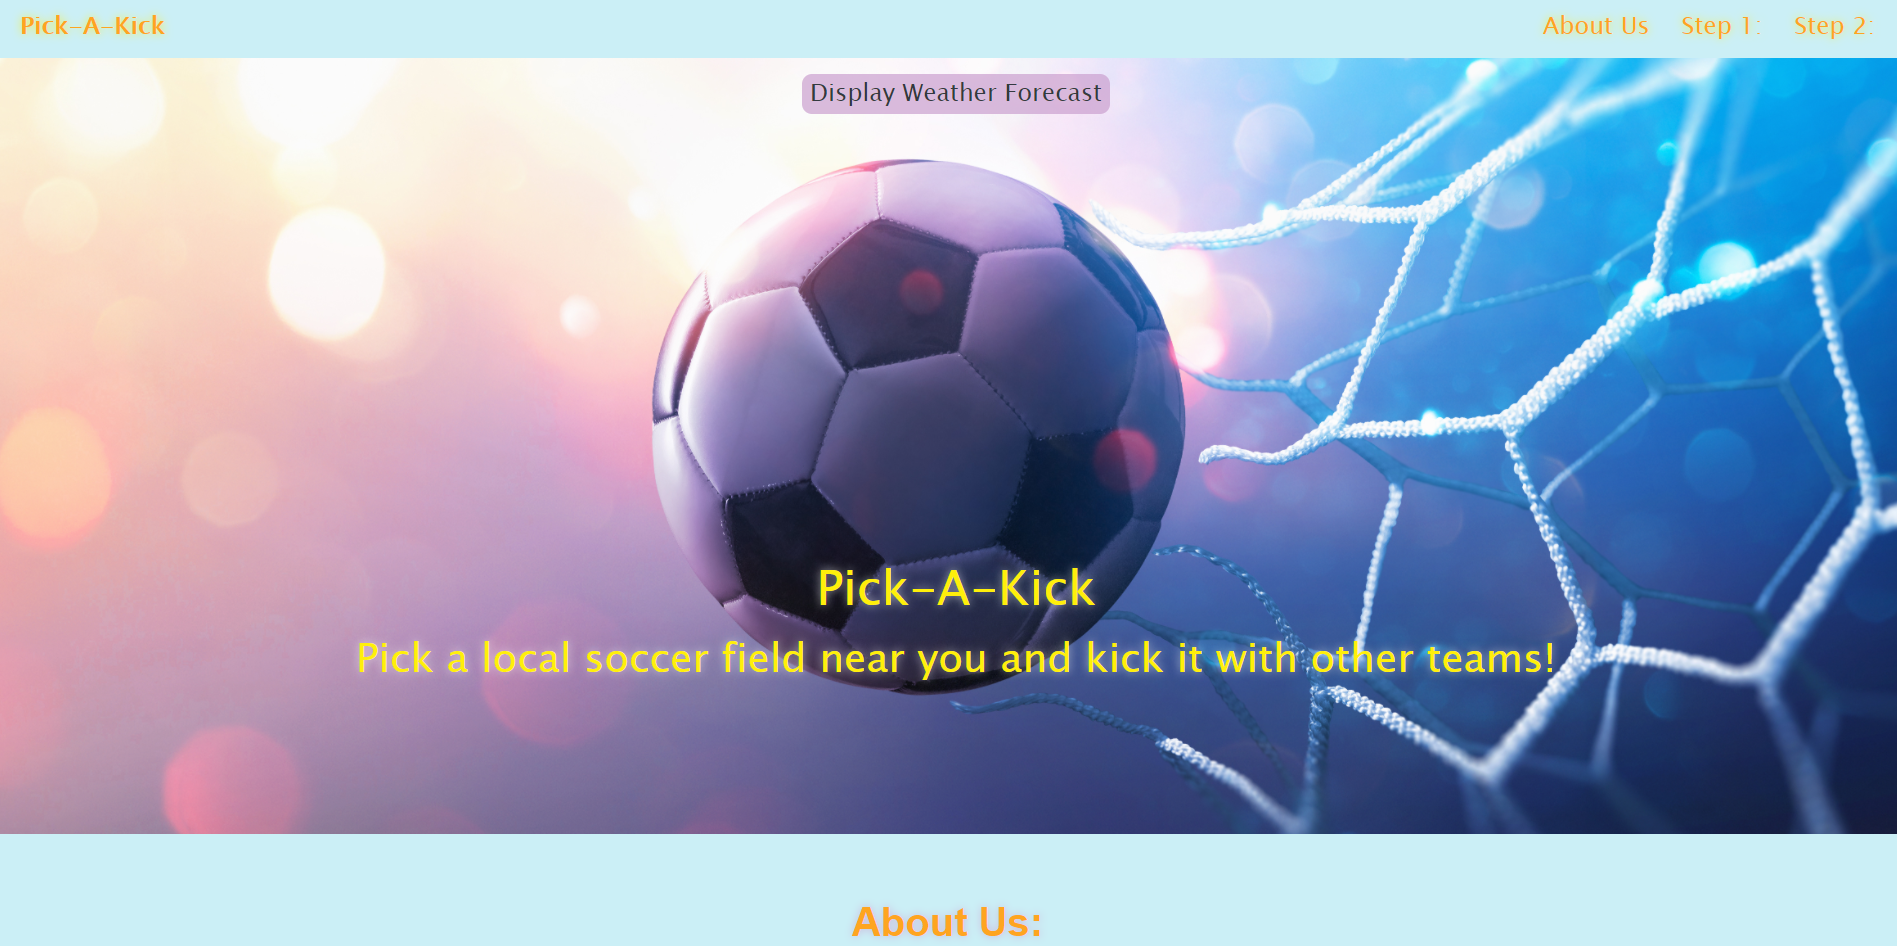 Pick-A-Kick
About Us
Step 1:
Step 2:
Display Weather Forecast
Pick-A-Kick
Pick a local soccer field near you and kick it with other teams!
About Us: